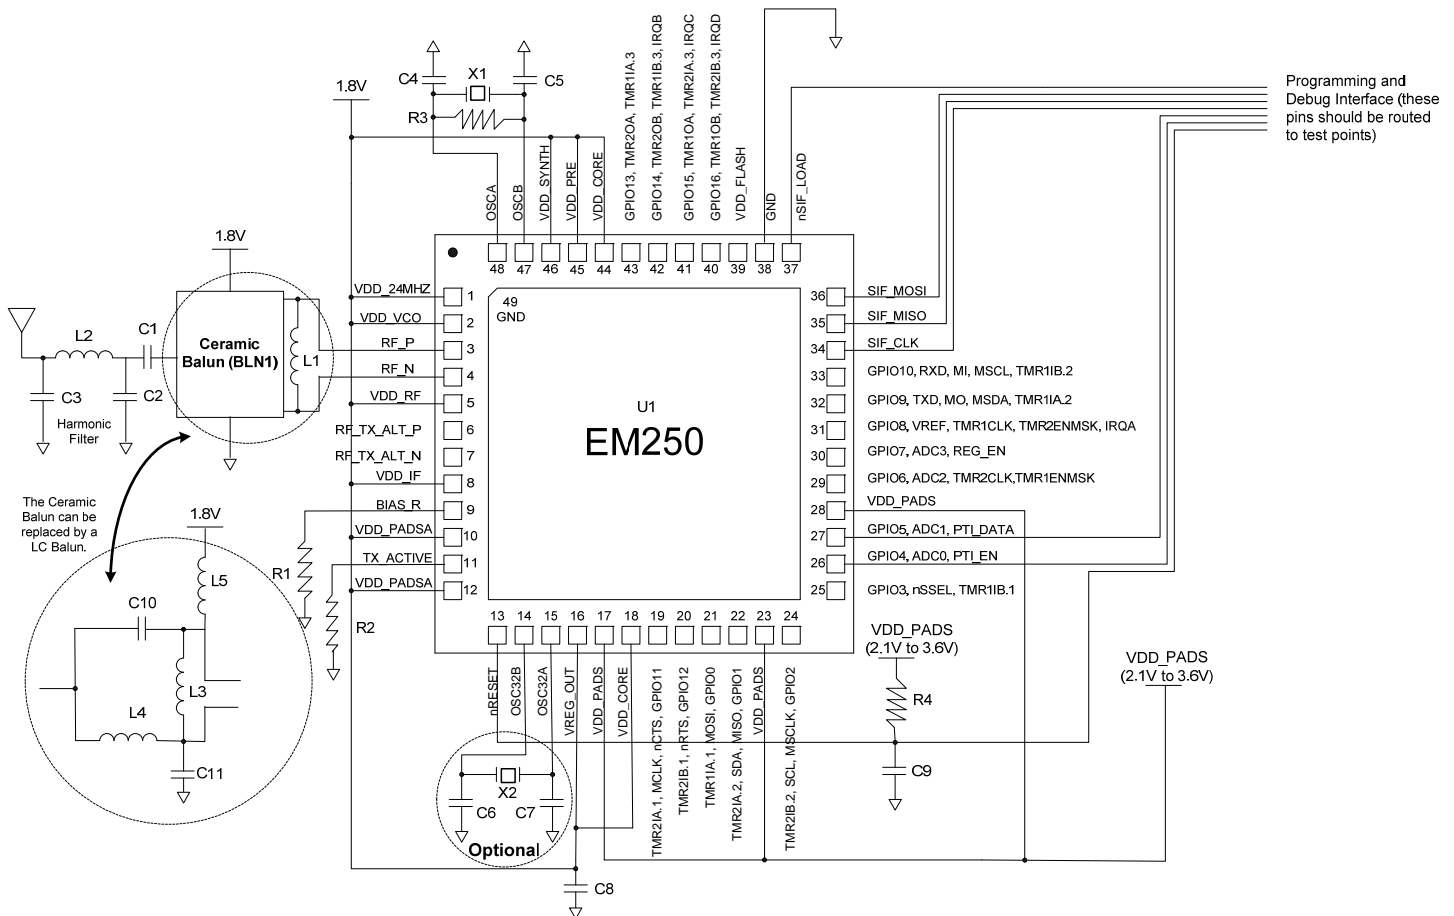 1.8V
C4
X1
C5
R3
OSCA
OSCB
VDD_SYNTH
VDD_PRE
VDD_CORE
GPIO13, TMR2OA, TMR1IA.3
GPIO14, TMR2OB, TMR1IB.3, IRQB
GPIO15, TMR1OA, TMR2IA.3, IRQC
GPIO16, TMR1OB, TMR2IB.3, IRQD
VDD_FLASH
GND
nSIF_LOAD
Programming and
Debug Interface (these
pins should be routed
to test points)
48
47
46
45
44
43
42
41
40
39
38
37
1.8V
L2
C1
Ceramic
Balun (BLN1)
L1
C3
C2
Harmonic
Filter
VDD_24MHZ
1
VDD_VCO
2
RF_P
3
RF_N
4
VDD_RF
5
RF_TX_ALT_P
6
RF_TX_ALT_N
7
VDD_IF
8
BIAS_R
9
VDD_PADSA
10
TX_ACTIVE
11
VDD_PADSA
12
49
GND
U1
EM250
36
SIF_MOSI
35
SIF_MISO
34
SIF_CLK
33
GPIO10, RXD, MI, MSCL, TMR1IB.2
32
GPIO9, TXD, MO, MSDA, TMR1IA.2
31
GPIO8, VREF, TMR1CLK, TMR2ENMSK, IRQA
30
GPIO7, ADC3, REG_EN
29
GPIO6, ADC2, TMR2CLK,TMR1ENMSK
28
VDD_PADS
27
GPIO5, ADC1, PTI_DATA
26
GPIO4, ADC0, PTI_EN
25
GPIO3, nSSEL, TMR1IB.1
The Ceramic
Balun can be
replaced by a
LC Balun.
1.8V
L5
C10
L3
L4
C11
R1
R2
13
14
15
16
17
18
19
20
21
22
23
24
nRESET
OSC32B
OSC32A
VREG_OUT
VDD_PADS
VDD_CORE
TMR2IA.1, MCLK, nCTS, GPIO11
TMR2IB.1, nRTS, GPIO12
TMR1IA.1, MOSI, GPIO0
TMR2IA.2, SDA, MISO, GPIO1
VDD_PADS
TMR2IB.2, SCL, MSCLK, GPIO2
VDD_PADS
(2.1V to 3.6V)
R4
C9
VDD_PADS
(2.1V to 3.6V)
X2
C6
C7
Optional
C8